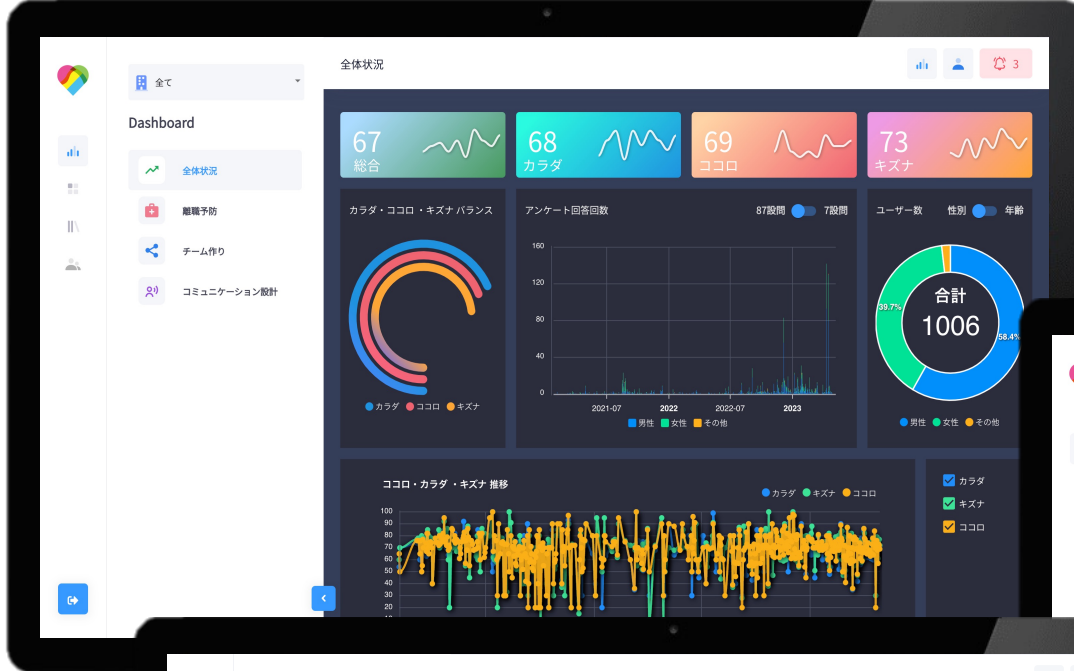 全て
Dashboard
全体状況
離職予防
チーム作り
コミュニケーション設計
全体状況
3
67
総合
68
カラダ
69
ココロ
73
キズナ
カラダ・ココロ ・キズナ バランス
カラダ ココロ キズナ
アンケート回答回数
87設問 7設問
160
120
80
40
0
2021-07 2022 2022-07 2023
男性 女性 その他
ユーザー数 性別 年齢
合計
1006
39.7%
58.4%
男性 女性 その他
ココロ・カラダ ・キズナ 推移
カラダ キズナ ココロ
100
90
80
70
60
50
40
30
20
カラダ
キズナ
ココロ